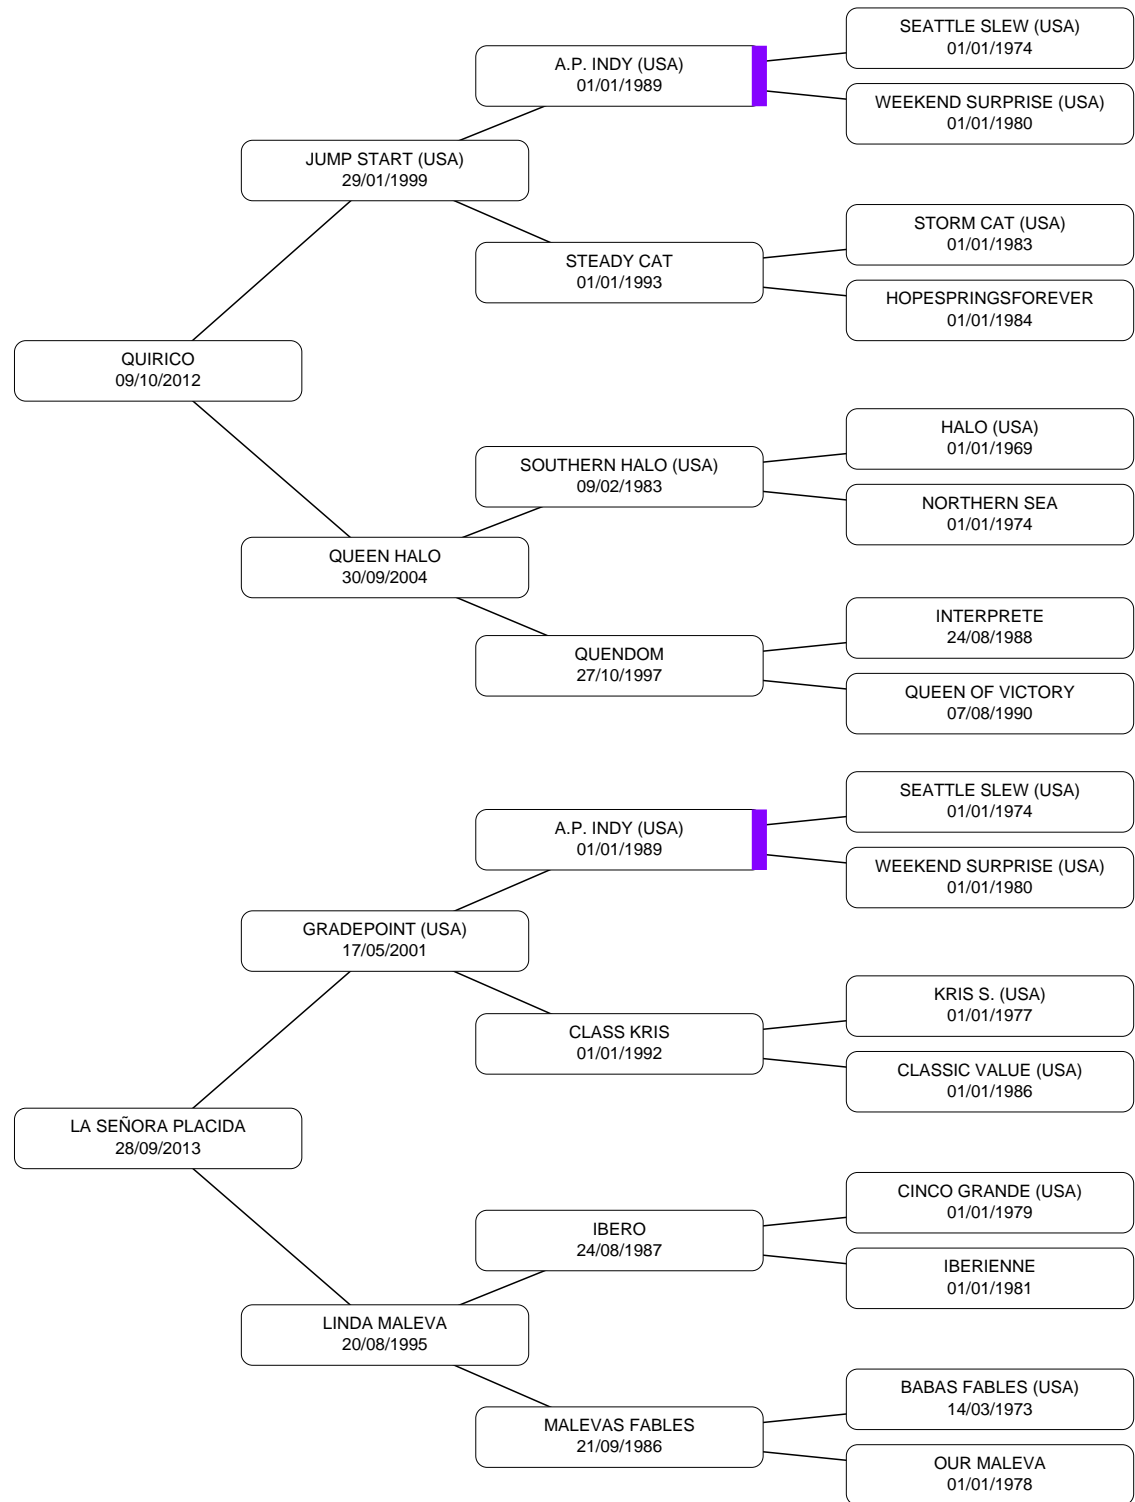 SEATTLE SLEW (USA)
01/01/1974
A.P. INDY (USA)
01/01/1989
WEEKEND SURPRISE (USA)
01/01/1980
JUMP START (USA)
29/01/1999
STORM CAT (USA)
01/01/1983
STEADY CAT
01/01/1993
HOPESPRINGSFOREVER
01/01/1984
QUIRICO
09/10/2012
HALO (USA)
01/01/1969
SOUTHERN HALO (USA)
09/02/1983
NORTHERN SEA
01/01/1974
QUEEN HALO
30/09/2004
INTERPRETE
24/08/1988
QUENDOM
27/10/1997
QUEEN OF VICTORY
07/08/1990
SEATTLE SLEW (USA)
01/01/1974
A.P. INDY (USA)
01/01/1989
WEEKEND SURPRISE (USA)
01/01/1980
GRADEPOINT (USA)
17/05/2001
KRIS S. (USA)
01/01/1977
CLASS KRIS
01/01/1992
CLASSIC VALUE (USA)
01/01/1986
LA SEÑORA PLACIDA
28/09/2013
CINCO GRANDE (USA)
01/01/1979
IBERO
24/08/1987
IBERIENNE
01/01/1981
LINDA MALEVA
20/08/1995
BABAS FABLES (USA)
14/03/1973
MALEVAS FABLES
21/09/1986
OUR MALEVA
01/01/1978